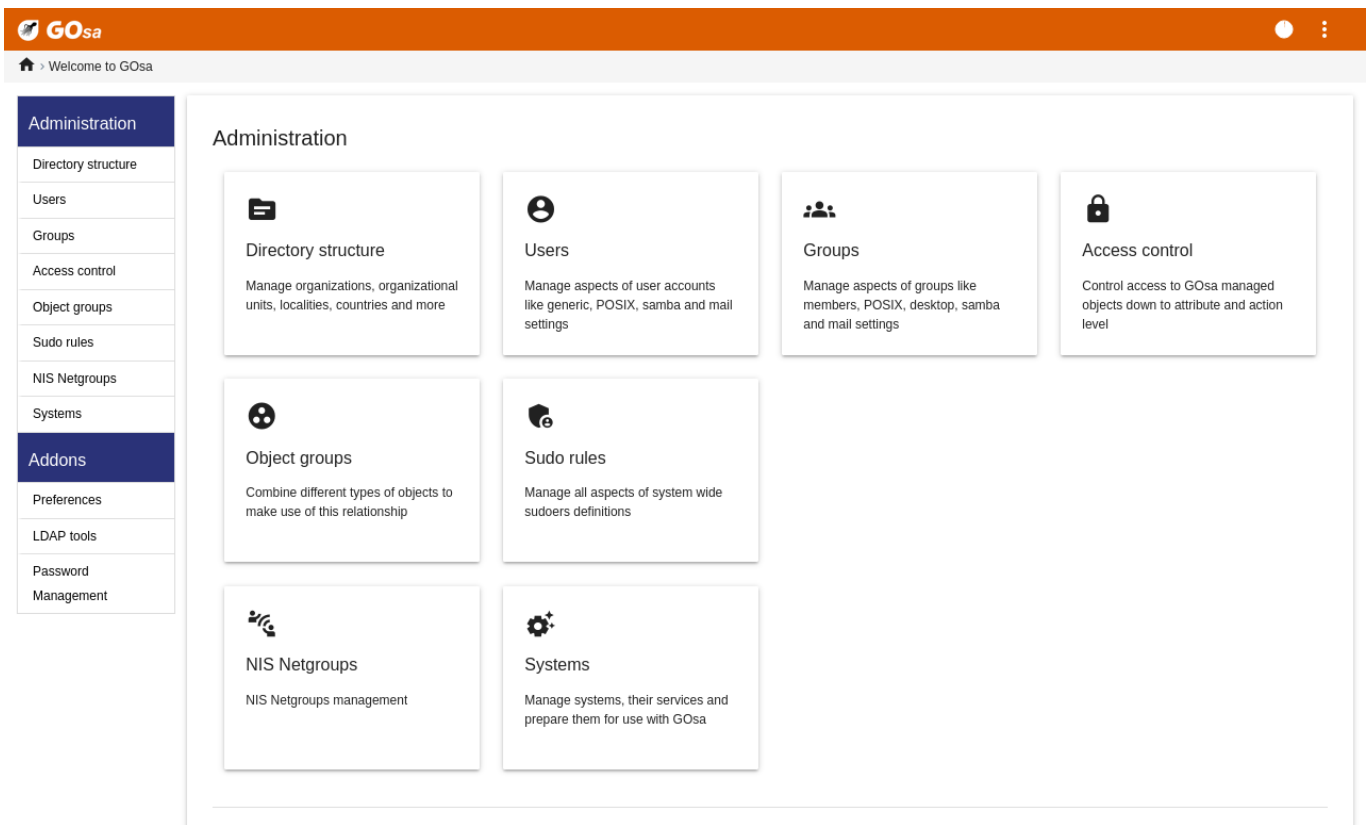 GOsa
› Welcome to GOsa
Administration
Directory structure
Users
Groups
Access control
Object groups
Sudo rules
NIS Netgroups
Systems
Addons
Preferences
LDAP tools
Password
Management
Administration
Directory structure
Manage organizations, organizational
units, localities, countries and more
Users
Manage aspects of user accounts
like generic, POSIX, samba and mail
settings
Groups
Manage aspects of groups like
members, POSIX, desktop, samba
and mail settings
Access control
Control access to GOsa managed
objects down to attribute and action
level
Object groups
Combine different types of objects to
make use of this relationship
Sudo rules
Manage all aspects of system wide
sudoers definitions
NIS Netgroups
NIS Netgroups management
Systems
Manage systems, their services and
prepare them for use with GOsa